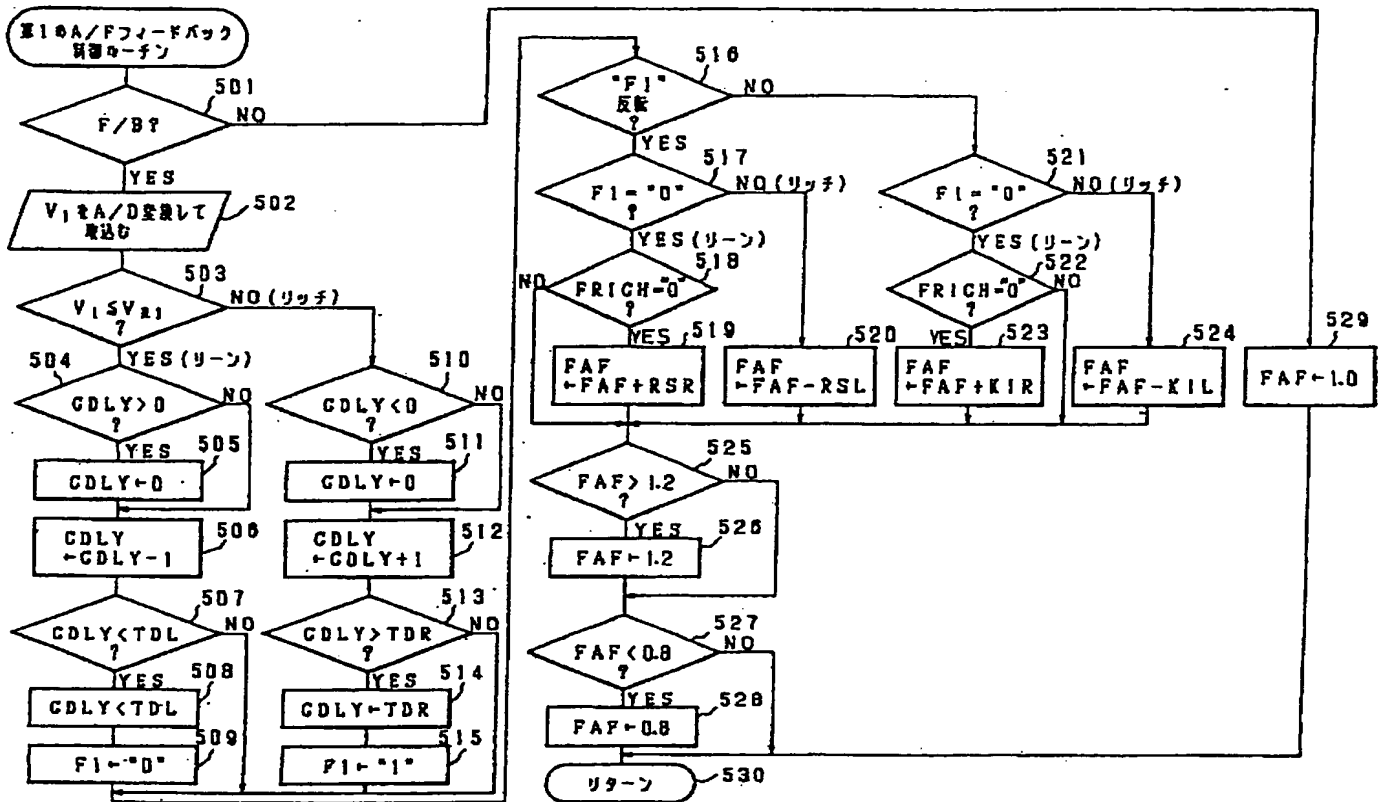 第1のA/Fフィードバック
制御ルーチン
501
F/B?
NO
YES
V1をA/D変換して
取込む
502
503
V1≦VR1
?
NO(リッチ)
YES(リーン)
504
CDLY>0
?
NO
YES
505
CDLY←0
506
CDLY
←CDLY-1
507
CDLY<TDL
?
NO
YES
508
CDLY<TDL
509
F1←"0"
510
CDLY<0
?
NO
YES
511
CDLY←0
512
CDLY
←CDLY+1
513
CDLY>TDR
?
NO
YES
514
CDLY←TDR
515
F1←"1"
516
"F1"
反転
?
NO
YES
517
F1="0"
?
NO(リッチ)
YES(リーン)
518
NO
FRICH="0"
?
YES
519
FAF
←FAF+RSR
520
FAF
←FAF-RSL
521
F1="0"
?
NO(リッチ)
YES(リーン)
522
FRICH="0"
?
NO
YES
523
FAF
←FAF+KIR
524
FAF
←FAF-KIL
529
FAF←1.0
525
FAF>1.2
?
NO
YES
526
FAF←1.2
527
FAF<0.8
?
NO
YES
528
FAF←0.8
リターン
530